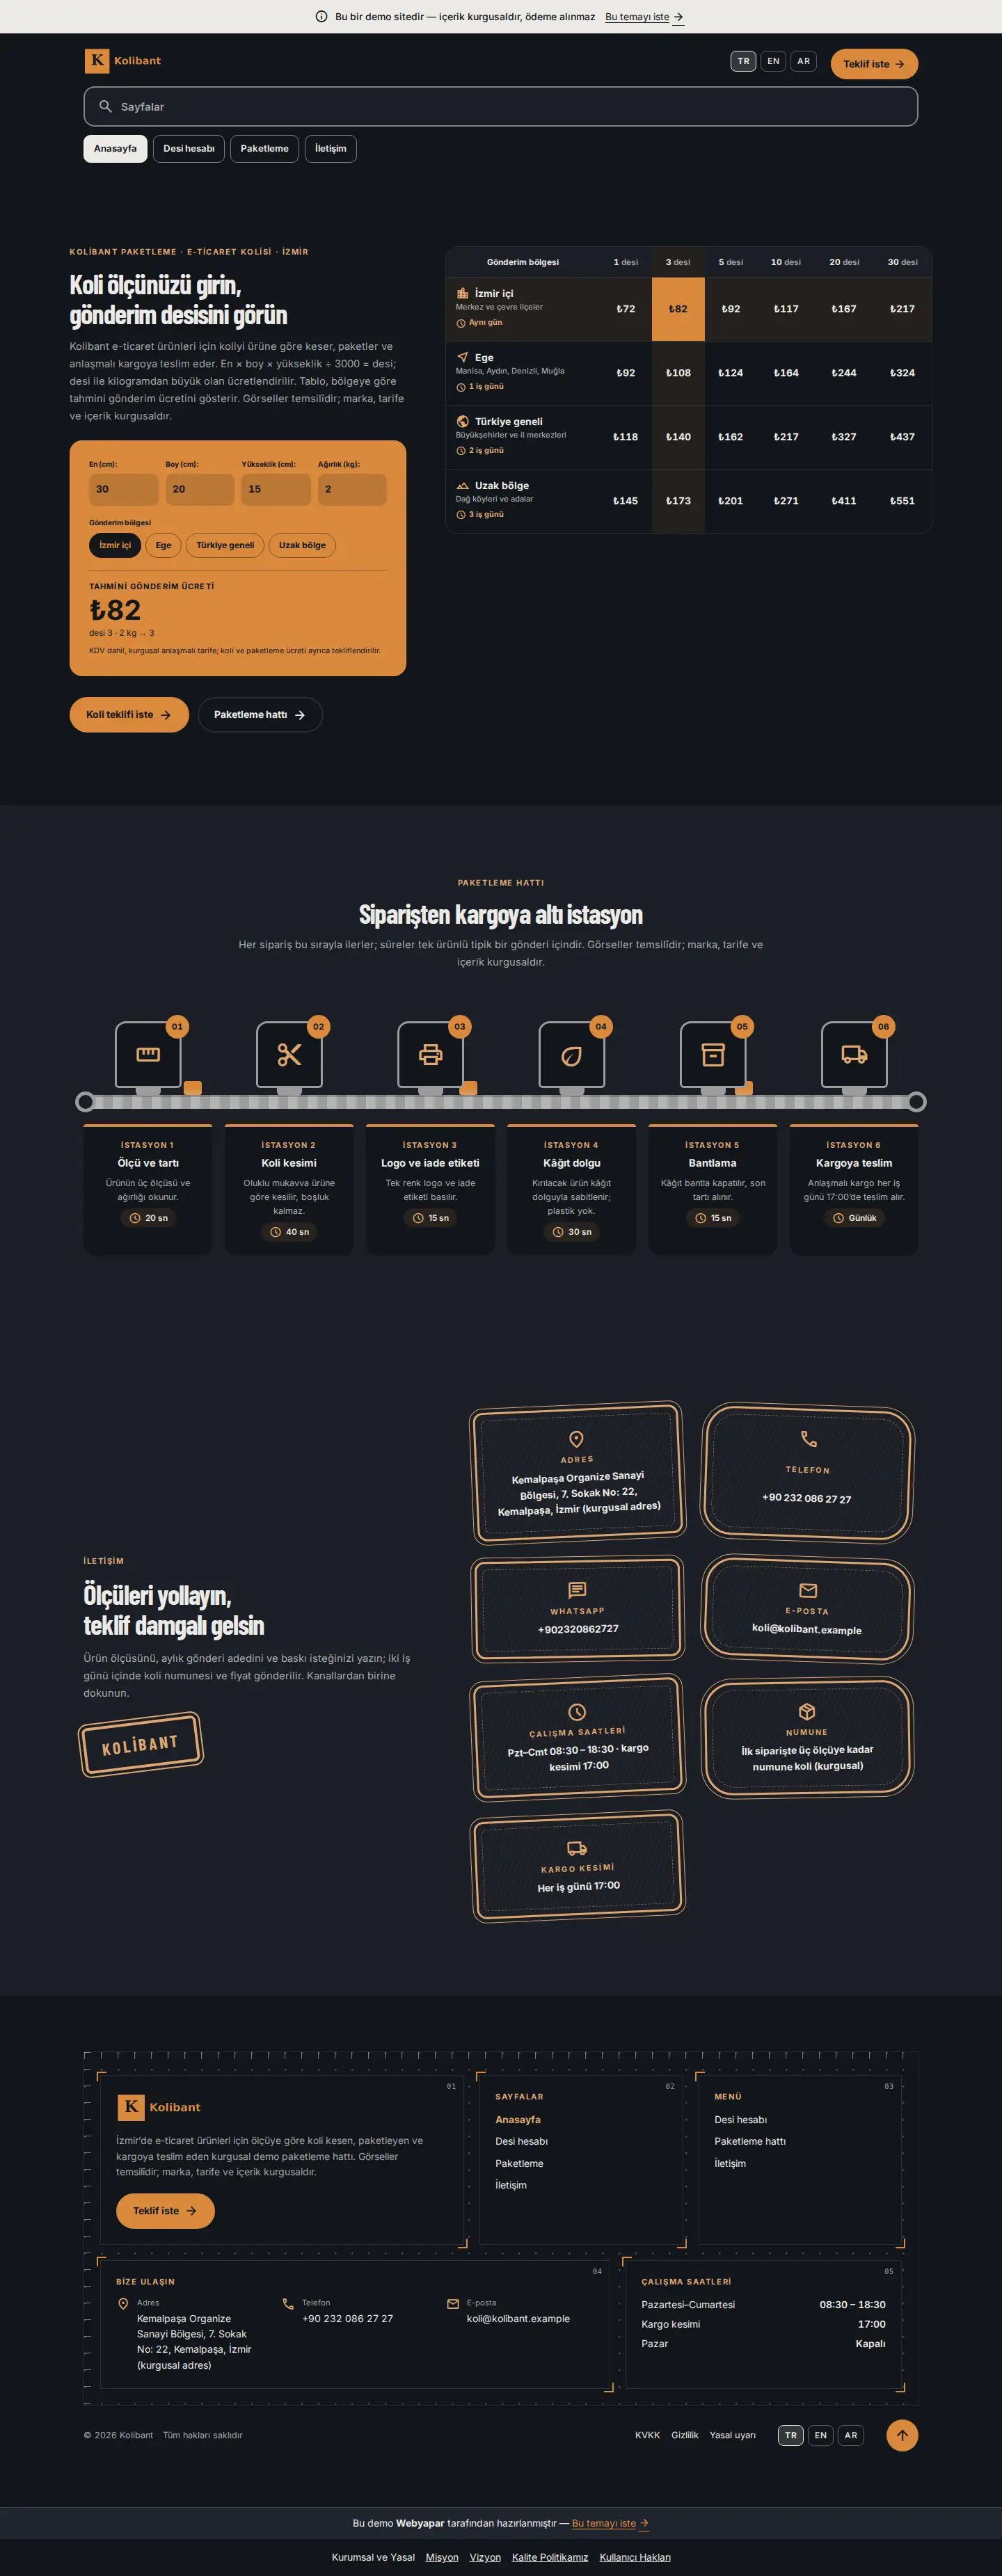 Bu bir demo sitedir — içerik kurgusaldır, ödeme alınmaz Bu temayı iste →
K Kolibant
TR EN AR Teklif iste →
Sayfalar
Anasayfa Desi hesabı Paketleme İletişim
KOLİBANT PAKETLEME · E-TİCARET KOLİSİ · İZMİR
Koli ölçünüzü girin,
gönderim desisini görün
Kolibant e-ticaret ürünleri için koliyi ürüne göre keser, paketler ve
anlaşmalı kargoya teslim eder. En × boy × yükseklik ÷ 3000 = desi;
desi ile kilogramdan büyük olan ücretlendirilir. Tablo, bölgeye göre
tahmini gönderim ücretini gösterir. Görseller temsilîdir; marka, tarife
ve içerik kurgusaldır.
En (cm): Boy (cm): Yükseklik (cm): Ağırlık (kg):
30 20 15 2
Gönderim bölgesi
İzmir içi Ege Türkiye geneli Uzak bölge
TAHMİNİ GÖNDERİM ÜCRETİ
₺82
desi 3 · 2 kg → 3
KDV dahil, kurgusal anlaşmalı tarife; koli ve paketleme ücreti ayrıca tekliflendirilir.
Koli teklifi iste → Paketleme hattı →
Gönderim bölgesi 1 desi 3 desi 5 desi 10 desi 20 desi 30 desi
İzmir içi
Merkez ve çevre ilçeler
Aynı gün
₺72 ₺82 ₺92 ₺117 ₺167 ₺217
Ege
Manisa, Aydın, Denizli, Muğla
1 iş günü
₺92 ₺108 ₺124 ₺164 ₺244 ₺324
Türkiye geneli
Büyükşehirler ve il merkezleri
2 iş günü
₺118 ₺140 ₺162 ₺217 ₺327 ₺437
Uzak bölge
Dağ köyleri ve adalar
3 iş günü
₺145 ₺173 ₺201 ₺271 ₺411 ₺551
PAKETLEME HATTI
Siparişten kargoya altı istasyon
Her sipariş bu sırayla ilerler; süreler tek ürünlü tipik bir gönderi içindir. Görseller temsilîdir; marka, tarife ve
içerik kurgusaldır.
01 02 03 04 05 06
İSTASYON 1
Ölçü ve tartı
Ürünün üç ölçüsü ve
ağırlığı okunur.
20 sn
İSTASYON 2
Koli kesimi
Oluklu mukavva ürüne
göre kesilir, boşluk
kalmaz.
40 sn
İSTASYON 3
Logo ve iade etiketi
Tek renk logo ve iade
etiketi basılır.
15 sn
İSTASYON 4
Kâğıt dolgu
Kırılacak ürün kâğıt
dolguyla sabitlenir;
plastik yok.
30 sn
İSTASYON 5
Bantlama
Kâğıt bantla kapatılır, son
tartı alınır.
15 sn
İSTASYON 6
Kargoya teslim
Anlaşmalı kargo her iş
günü 17:00'de teslim alır.
Günlük
İLETİŞİM
Ölçüleri yollayın,
teklif damgalı gelsin
Ürün ölçüsünü, aylık gönderi adedini ve baskı isteğinizi yazın; iki iş
günü içinde koli numunesi ve fiyat gönderilir. Kanallardan birine
dokunun.
KOLİBANT
ADRES
Kemalpaşa Organize Sanayi
Bölgesi, 7. Sokak No: 22,
Kemalpaşa, İzmir (kurgusal adres)
TELEFON
+90 232 086 27 27
WHATSAPP
+902320862727
E-POSTA
koli@kolibant.example
ÇALIŞMA SAATLERİ
Pzt–Cmt 08:30 – 18:30 · kargo
kesimi 17:00
NUMUNE
İlk siparişte üç ölçüye kadar
numune koli (kurgusal)
KARGO KESİMİ
Her iş günü 17:00
01
K Kolibant
İzmir'de e-ticaret ürünleri için ölçüye göre koli kesen, paketleyen ve
kargoya teslim eden kurgusal demo paketleme hattı. Görseller
temsilîdir; marka, tarife ve içerik kurgusaldır.
Teklif iste →
02
SAYFALAR
Anasayfa
Desi hesabı
Paketleme
İletişim
03
MENÜ
Desi hesabı
Paketleme hattı
İletişim
04
BİZE ULAŞIN
Adres
Kemalpaşa Organize
Sanayi Bölgesi, 7. Sokak
No: 22, Kemalpaşa, İzmir
(kurgusal adres)
Telefon
+90 232 086 27 27
E-posta
koli@kolibant.example
05
ÇALIŞMA SAATLERİ
Pazartesi–Cumartesi 08:30 – 18:30
Kargo kesimi 17:00
Pazar Kapalı
© 2026 Kolibant Tüm hakları saklıdır
KVKK Gizlilik Yasal uyarı TR EN AR
Bu demo Webyapar tarafından hazırlanmıştır — Bu temayı iste →
Kurumsal ve Yasal Misyon Vizyon Kalite Politikamız Kullanıcı Hakları